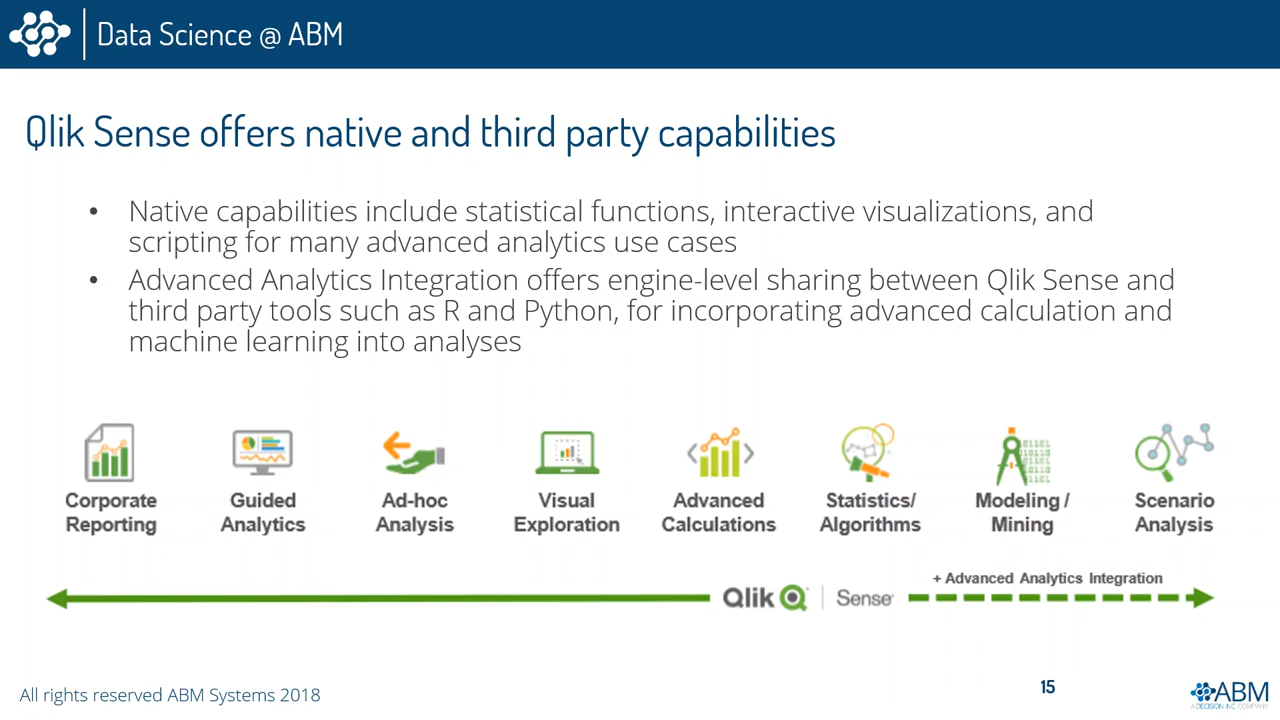 Data Science @ ABM
Qlik Sense offers native and third party capabilities
• Native capabilities include statistical functions, interactive visualizations, and
scripting for many advanced analytics use cases
• Advanced Analytics Integration offers engine-level sharing between Qlik Sense and
third party tools such as R and Python, for incorporating advanced calculation and
machine learning into analyses
Corporate
Reporting
Guided
Analytics
Ad-hoc
Analysis
Visual
Exploration
Advanced
Calculations
Statistics/
Algorithms
Modeling /
Mining
Scenario
Analysis
Qlik Sense
+ Advanced Analytics Integration
All rights reserved ABM Systems 2018
15
ABM
A DECISION INC COMPANY